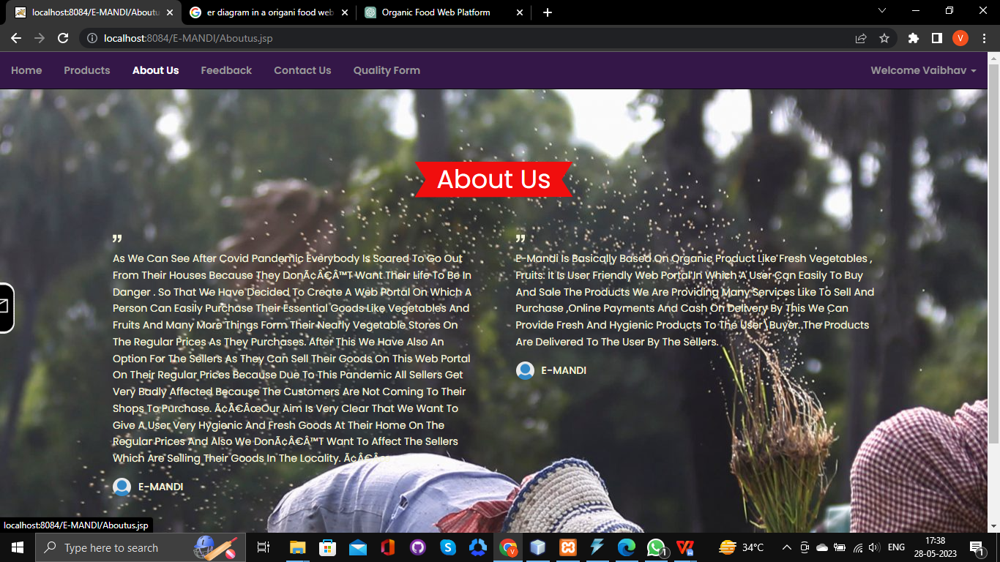 localhost:8084/E-MANDI/Aboutu
er diagram in a origani food web
Organic Food Web Platform
localhost:8084/E-MANDI/Aboutus.jsp
V
Home Products About Us Feedback Contact Us Quality Form Welcome Vaibhav
About Us
”
As We Can See After Covid Pandemic Everybody Is Scared To Go Out
From Their Houses Because They DonÃ¢Â€Â™T Want Their Life To Be In
Danger . So That We Have Decided To Create A Web Portal On Which A
Person Can Easily Purchase Their Essential Goods Like Vegetables And
Fruits And Many More Things Form Their Nearly Vegetable Stores On
The Regular Prices As They Purchases. After This We Have Also An
Option For The Sellers As They Can Sell Their Goods On This Web Portal
On Their Regular Prices Because Due To This Pandemic All Sellers Get
Very Badly Affected Because The Customers Are Not Coming To Their
Shops To Purchase. Ã¢Â€ÂœOur Aim Is Very Clear That We Want To
Give A User Very Hygienic And Fresh Goods At Their Home On The
Regular Prices And Also We DonÃ¢Â€Â™T Want To Affect The Sellers
Which Are Selling Their Goods In The Locality.
E-MANDI
”
E-Mandi Is Basically Based On Organic Product Like Fresh Vegetables ,
Fruits. It Is User Friendly Web Portal In Which A User Can Easily To Buy
And Sale The Products We Are Providing Many Services Like To Sell And
Purchase ,Online Payments And Cash On Delivery By This We Can
Provide Fresh And Hygienic Products To The User \Buyer..The Products
Are Delivered To The User By The Sellers.
E-MANDI
localhost:8084/E-MANDI/Aboutus.jsp
Type here to search
34°C
ENG
17:38
28-05-2023
1
1